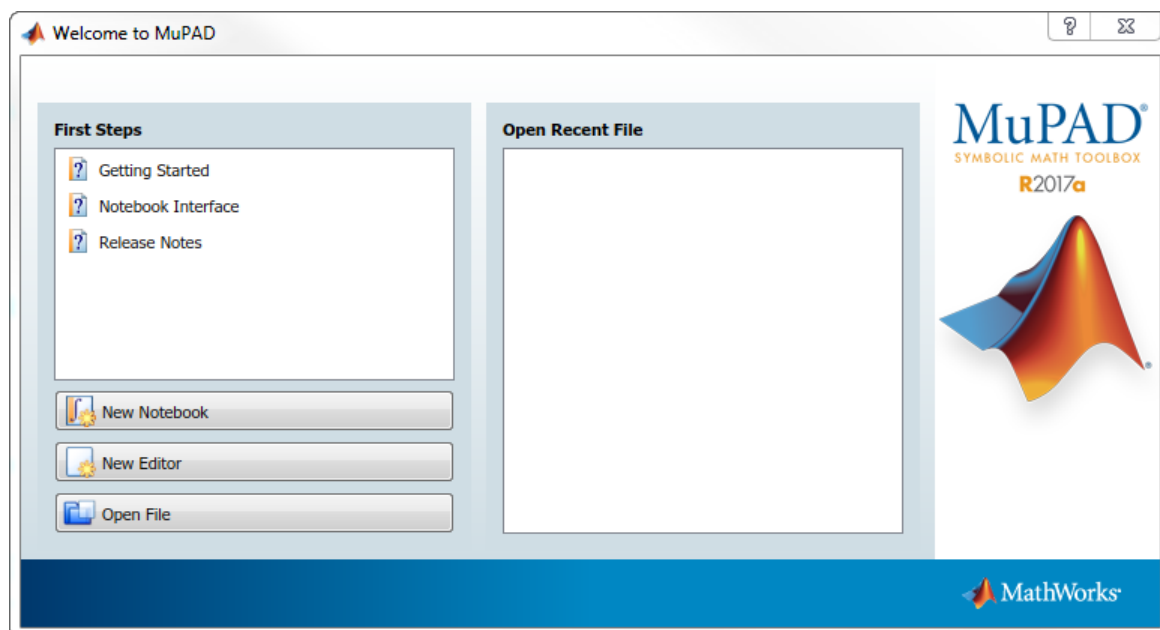 Welcome to MuPAD
First Steps
Getting Started
Notebook Interface
Release Notes
New Notebook
New Editor
Open File
Open Recent File
MuPAD®
SYMBOLIC MATH TOOLBOX
R2017a
®
MathWorks®